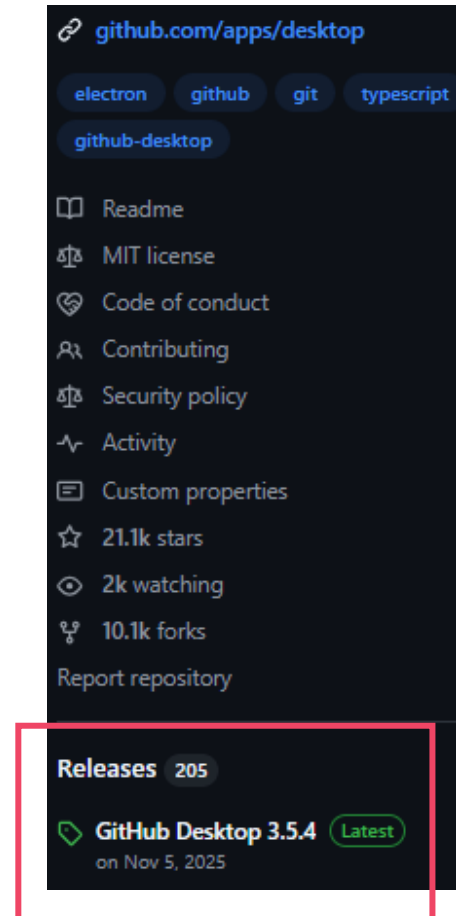 github.com/apps/desktop
electron github git typescript
github-desktop
Readme
MIT license
Code of conduct
Contributing
Security policy
Activity
Custom properties
21.1k stars
2k watching
10.1k forks
Report repository
Releases 205
GitHub Desktop 3.5.4 Latest
on Nov 5, 2025